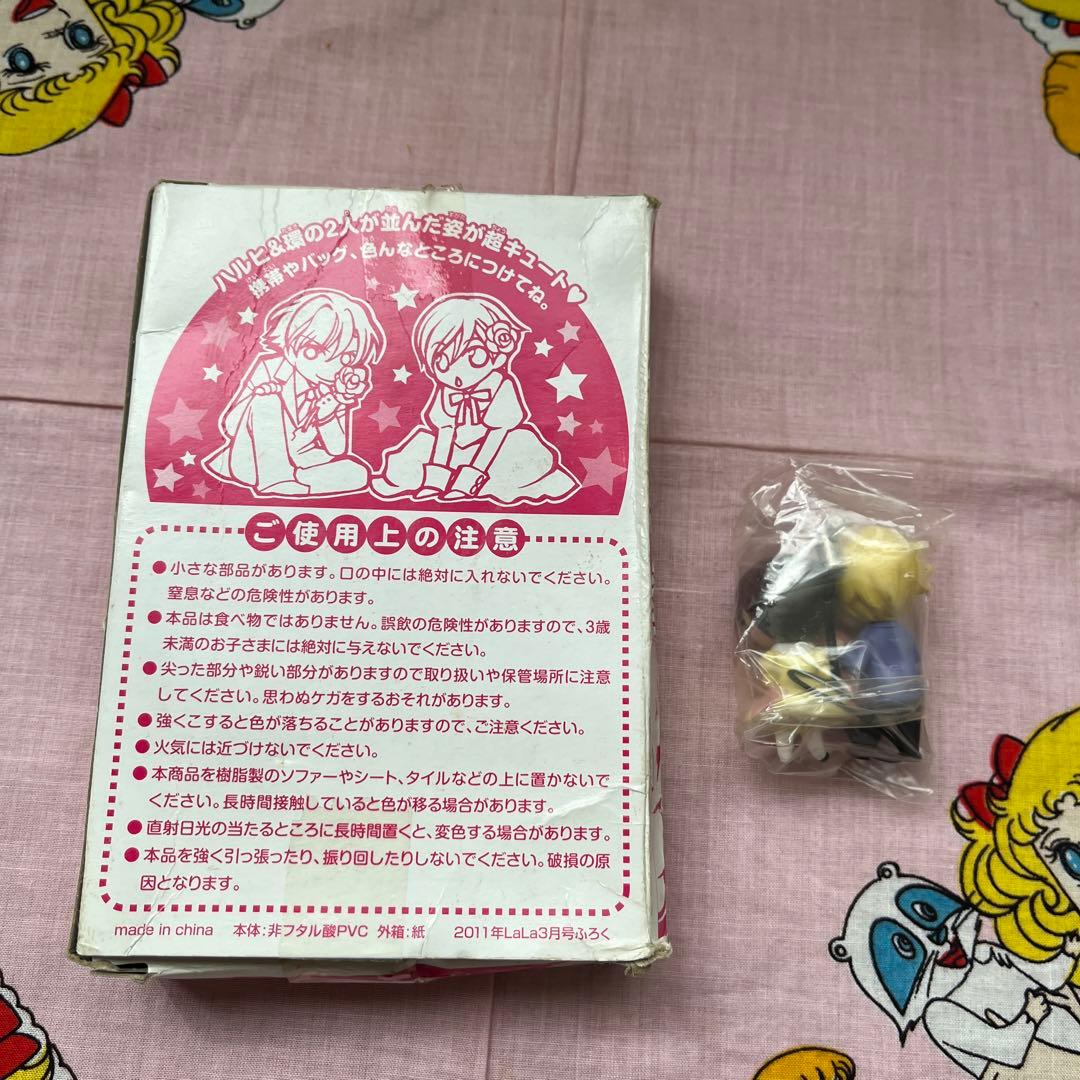 ハルヒ&環の2人が並んだ姿が超キュート♡
携帯やバッグ、色んなところにつけてね。
ご使用上の注意
●小さな部品があります。口の中には絶対に入れないでください。
窒息などの危険性があります。
●本品は食べ物ではありません。誤飲の危険性がありますので、3歳
未満のお子さまには絶対に与えないでください。
●尖った部分や鋭い部分がありますので取り扱いや保管場所に注意
してください。思わぬケガをするおそれがあります。
●強くこすると色が落ちることがありますので、ご注意ください。
●火気には近づけないでください。
●本商品を樹脂製のソファーやシート、タイルなどの上に置かないで
ください。長時間接触していると色が移る場合があります。
●直射日光の当たるところに長時間置くと、変色する場合があります。
●本品を強く引っ張ったり、振り回したりしないでください。破損の原
因となります。
made in china 本体:非フタル酸PVC 外箱:紙 2011年LaLa3月号ふろく